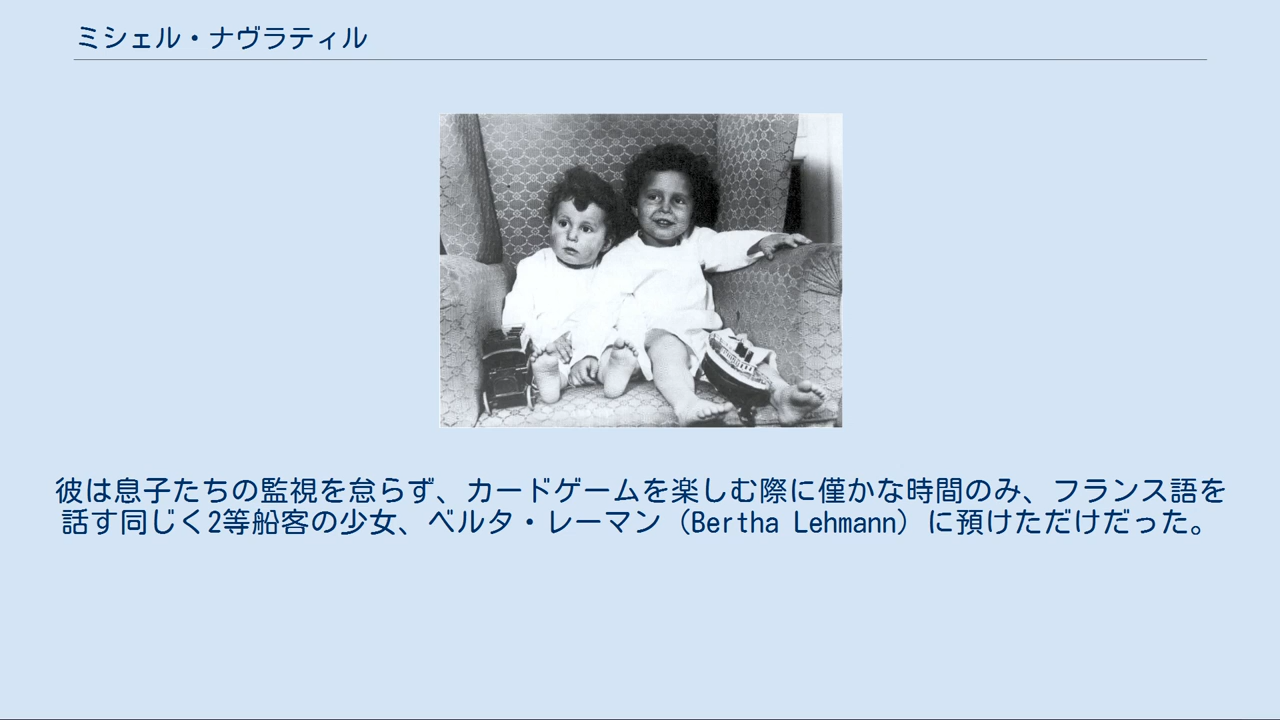 ミシェル・ナヴラティル
彼は息子たちの監視を怠らず、カードゲームを楽しむ際に僅かな時間のみ、フランス語を
話す同じく2等船客の少女、ベルタ・レーマン（Bertha Lehmann）に預けただけだった。